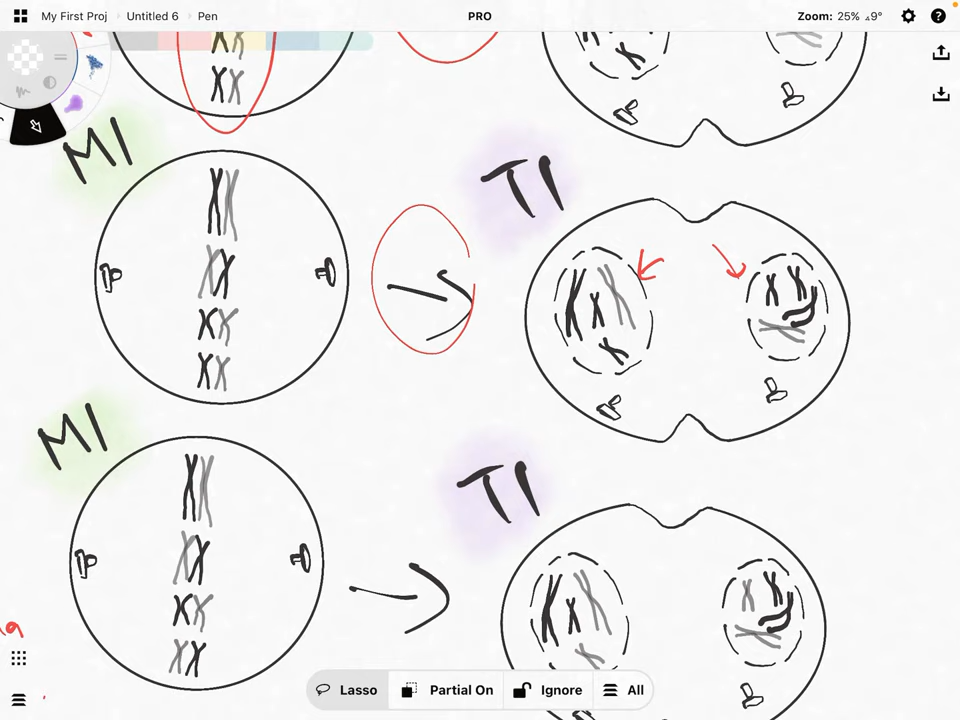 My First Proj
Untitled 6
Pen
PRO
Zoom: 25% ⦣9°
MI
TI
MI
TI
Lasso
Partial On
Ignore
All